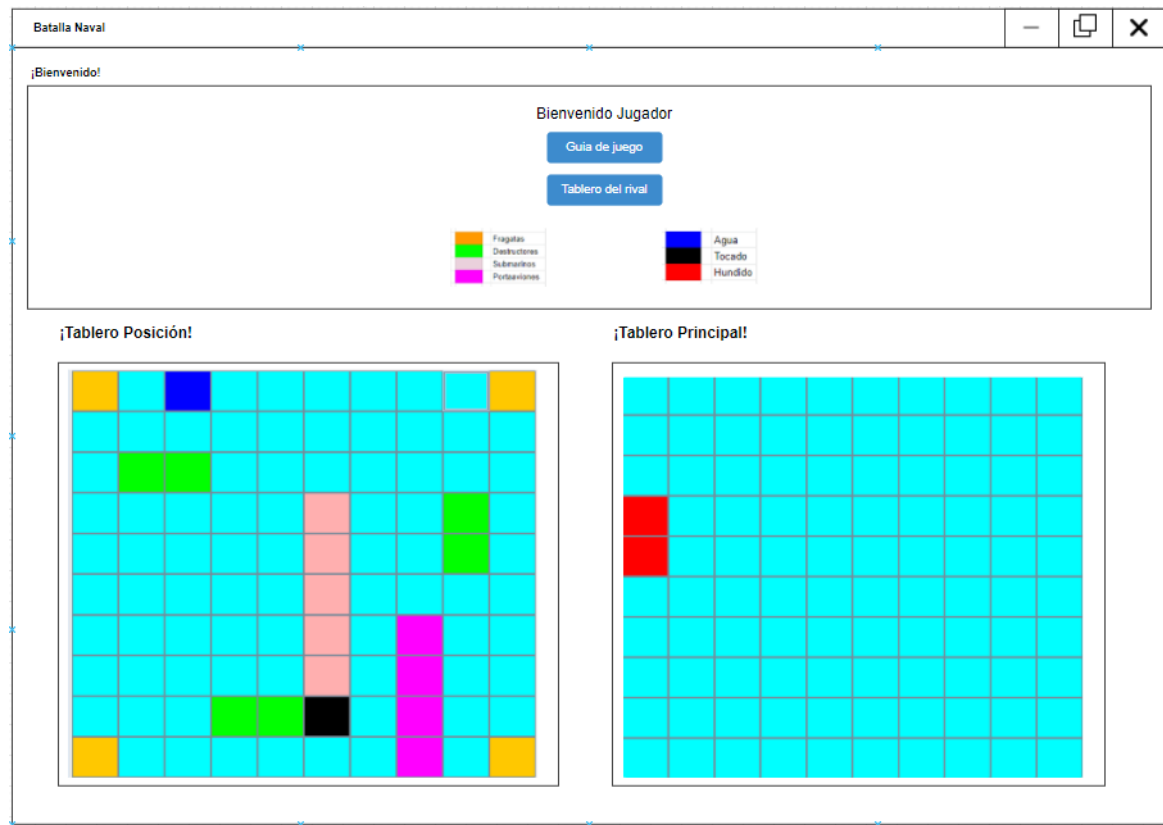 Batalla Naval
¡Bienvenido!
Bienvenido Jugador
Guia de juego
Tablero del rival
Fragatas
Destructores
Submarinos
Portaaviones
Agua
Tocado
Hundido
¡Tablero Posición!
¡Tablero Principal!